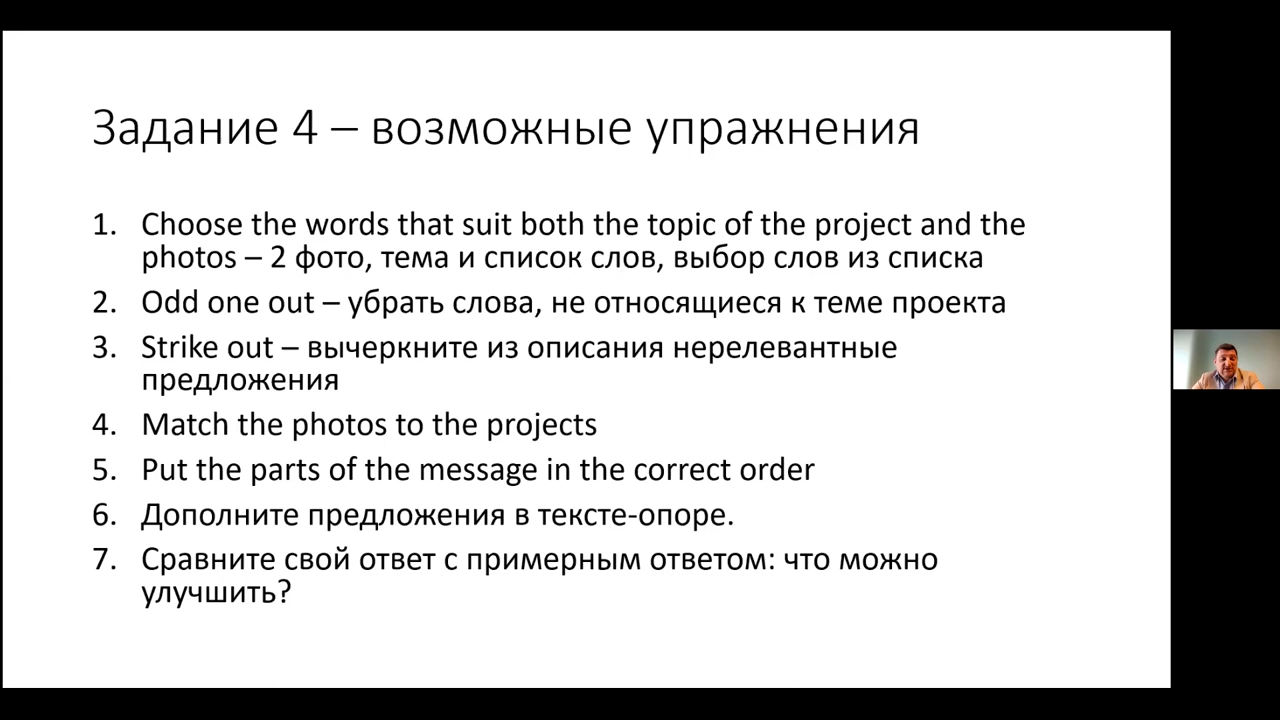 Задание 4 – возможные упражнения
1. Choose the words that suit both the topic of the project and the
photos – 2 фото, тема и список слов, выбор слов из списка
2. Odd one out – убрать слова, не относящиеся к теме проекта
3. Strike out – вычеркните из описания нерелевантные
предложения
4. Match the photos to the projects
5. Put the parts of the message in the correct order
6. Дополните предложения в тексте-опоре.
7. Сравните свой ответ с примерным ответом: что можно
улучшить?